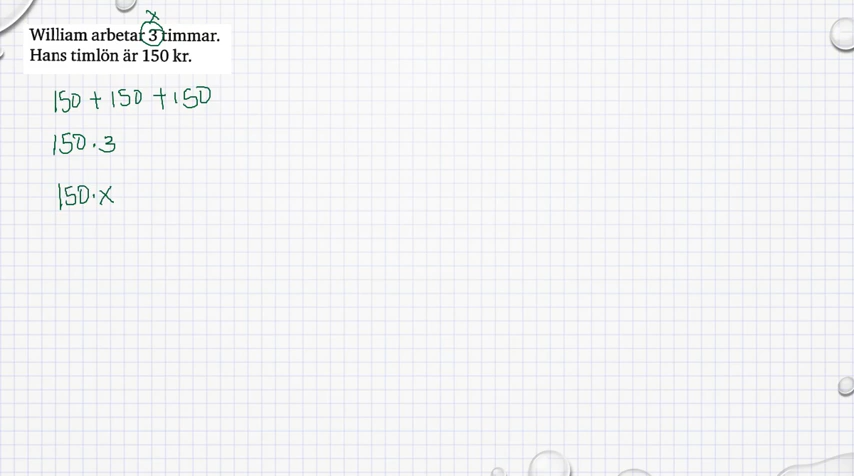 x
William arbetar 3 timmar.
Hans timlön är 150 kr.
150 + 150 + 150
150 · 3
150 · x